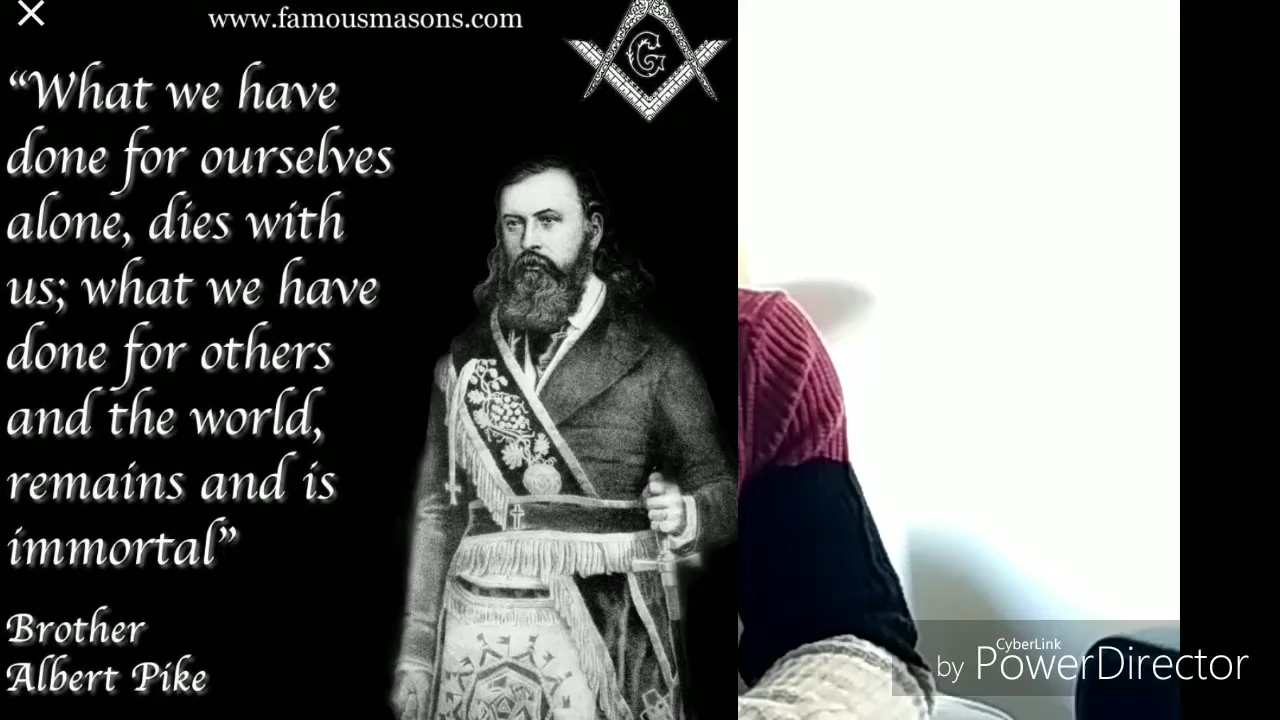 www.famousmasons.com
G
“What we have
done for ourselves
alone, dies with
us; what we have
done for others
and the world,
remains and is
immortal”
Brother
Albert Pike
CyberLink
by PowerDirector